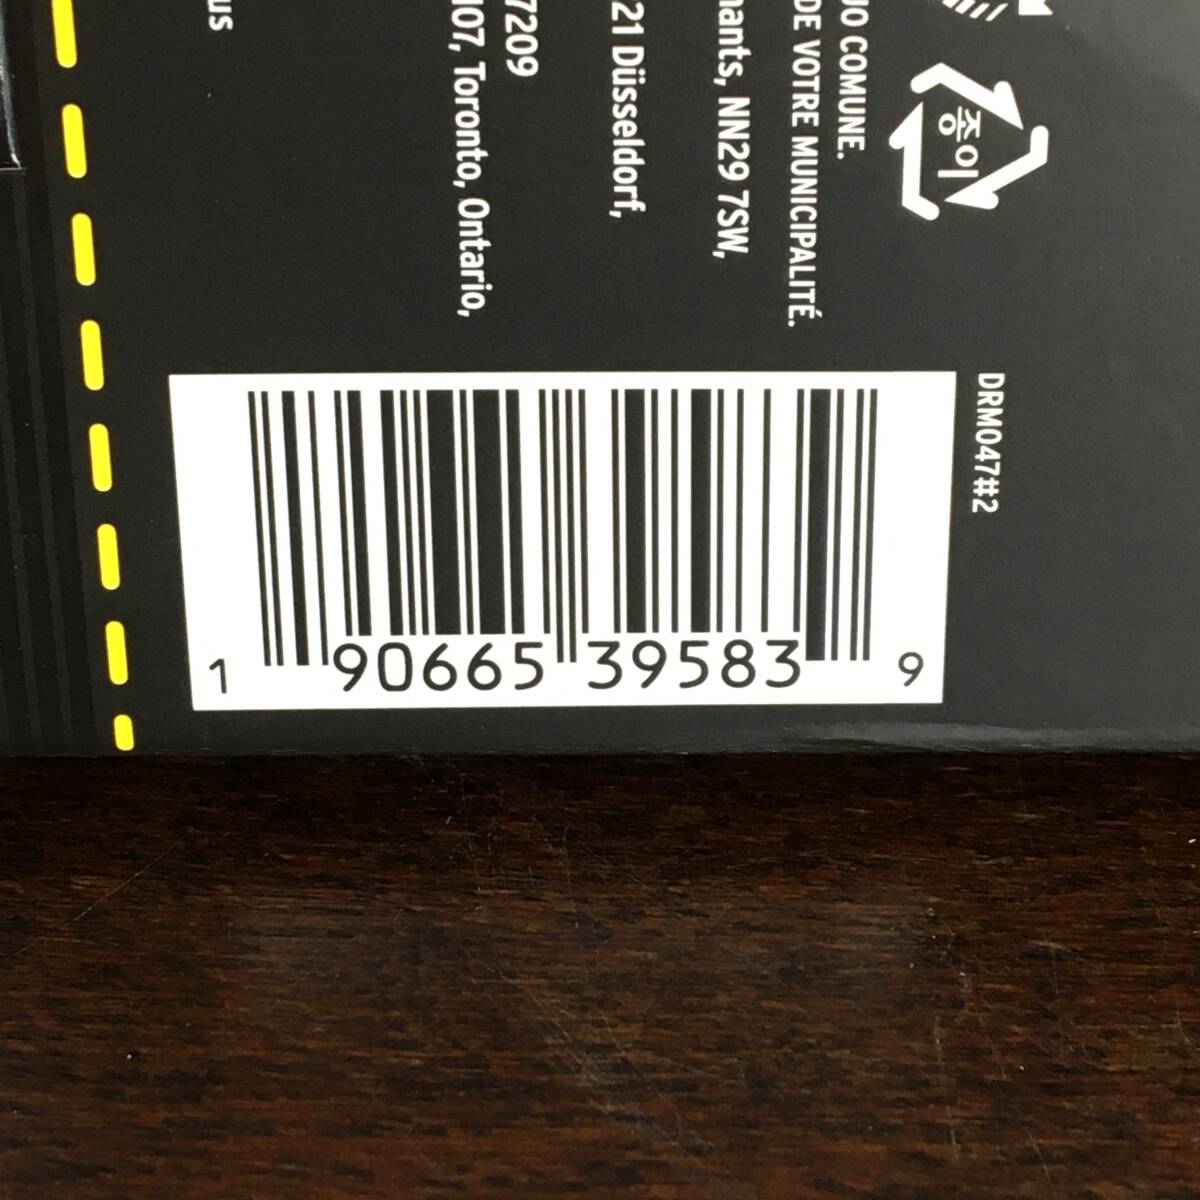 us
7209
107, Toronto, Ontario,
21 Düsseldorf,
nants, NN29 7SW,
DE VOTRE MUNICIPALITÉ.
UO COMUNE.
종이
DRM047#2
1 90665 39583 9